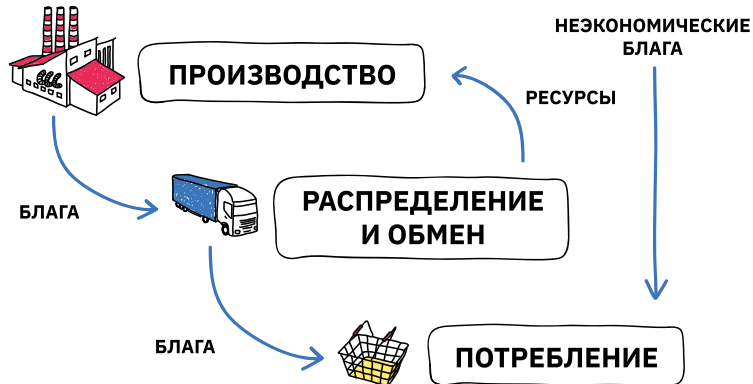 НЕЭКОНОМИЧЕСКИЕ
БЛАГА
ПРОИЗВОДСТВО
РЕСУРСЫ
БЛАГА
РАСПРЕДЕЛЕНИЕ
И ОБМЕН
БЛАГА
ПОТРЕБЛЕНИЕ